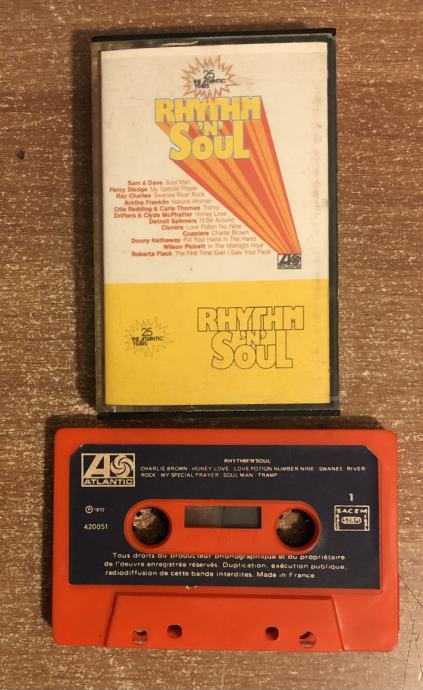 25
THE ATLANTIC
YEARS
RHYTHM
'N'
SOUL
Sam & Dave Soul Man
Percy Sledge My Special Prayer
Ray Charles Swanee River Rock
Aretha Franklin Natural Woman
Otis Redding & Carla Thomas Tramp
Drifters & Clyde McPhatter Honey Love
Detroit Spinners I'll Be Around
Clovers Love Potion No. Nine
Coasters Charlie Brown
Donny Hathaway Put Your Hand In The Hand
Wilson Pickett In The Midnight Hour
Roberta Flack The First Time Ever I Saw Your Face
25
THE ATLANTIC
YEARS
RHYTHM
'N'
SOUL
ATLANTIC
RHYTHM'N'SOUL
CHARLIE BROWN · HONEY LOVE · LOVE POTION NUMBER NINE · SWANEE RIVER
ROCK · MY SPECIAL PRAYER · SOUL MAN · TRAMP
℗ 1972
420051
1
SACEM
Tous droits du producteur phonographique et du propriétaire
de l'oeuvre enregistrée réservés. Duplication, exécution publique,
radiodiffusion de cette bande interdites. Made in France